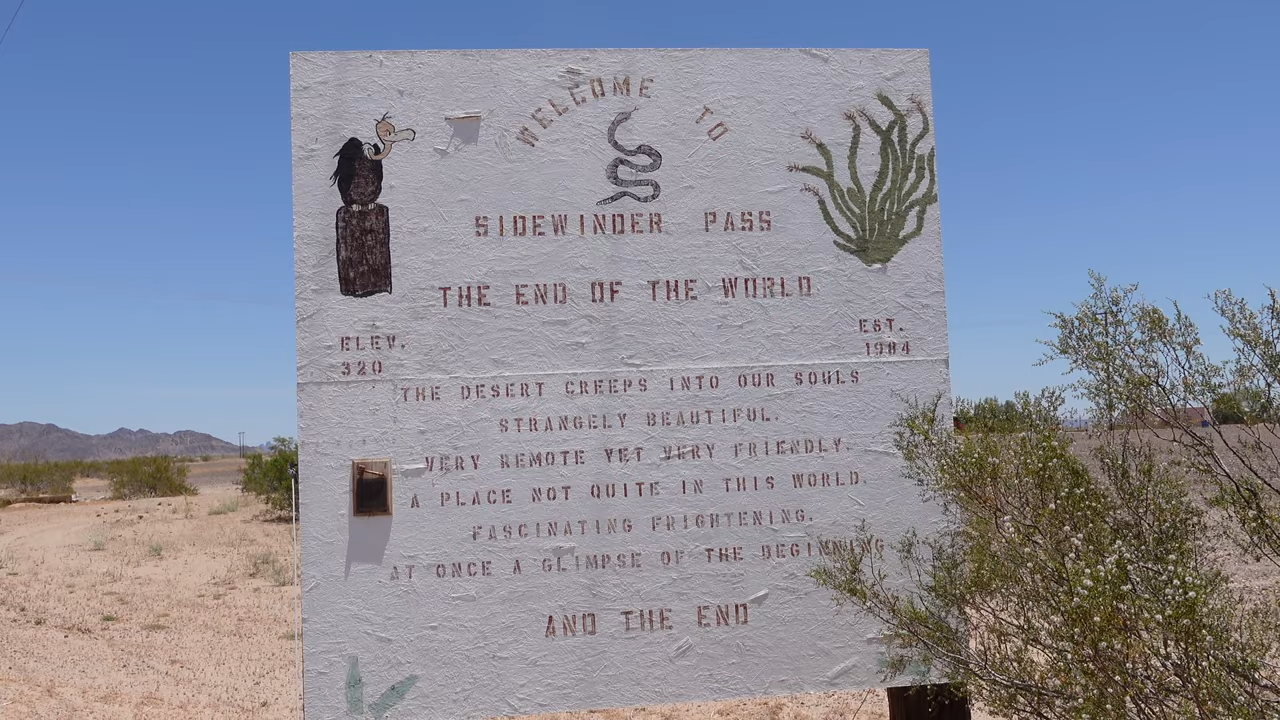 WELCOME TO
SIDEWINDER PASS
THE END OF THE WORLD
ELEV.
320
EST.
1984
THE DESERT CREEPS INTO OUR SOULS
STRANGELY BEAUTIFUL.
VERY REMOTE YET VERY FRIENDLY.
A PLACE NOT QUITE IN THIS WORLD.
FASCINATING FRIGHTENING.
AT ONCE A GLIMPSE OF THE BEGINNING
AND THE END